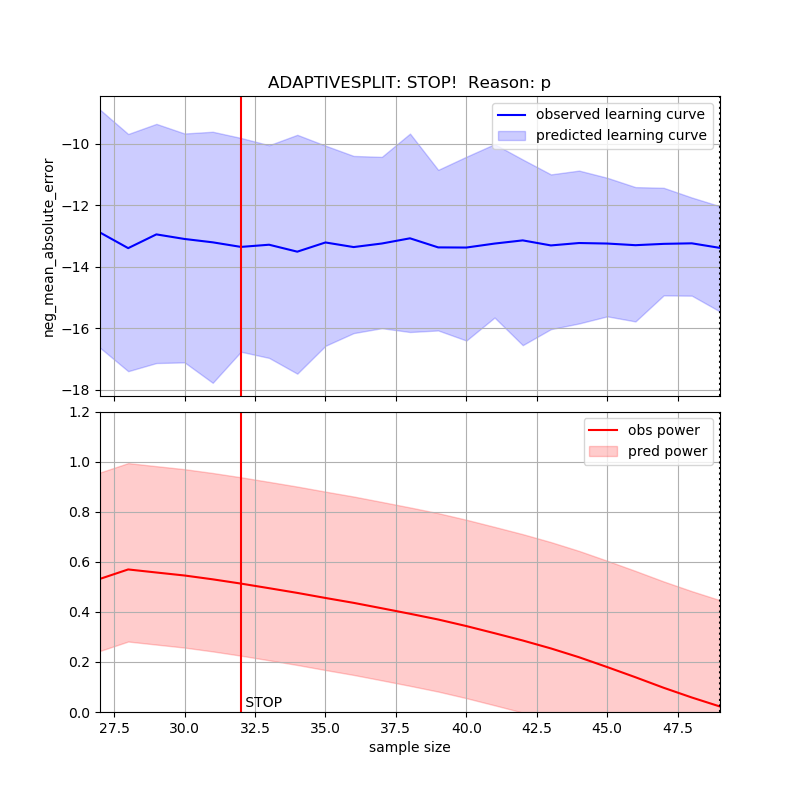 ADAPTIVESPLIT: STOP!  Reason: p
observed learning curve
predicted learning curve
neg_mean_absolute_error
−10
−12
−14
−16
−18
obs power
pred power
1.2
1.0
0.8
0.6
0.4
0.2
0.0
STOP
27.5 30.0 32.5 35.0 37.5 40.0 42.5 45.0 47.5
sample size